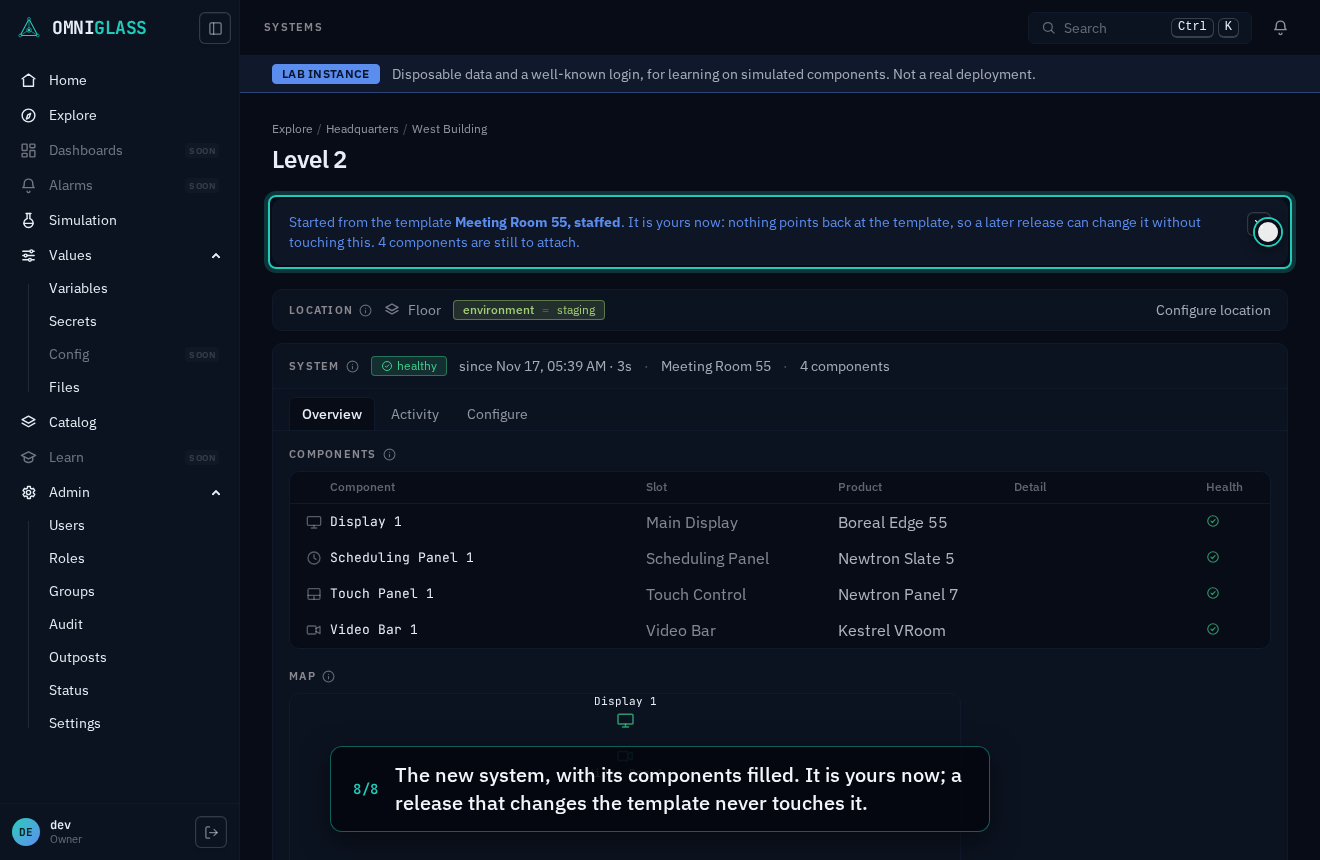 OMNIGLASS
SYSTEMS
Search
Ctrl
K
LAB INSTANCE
Disposable data and a well-known login, for learning on simulated components. Not a real deployment.
Home
Explore
Dashboards
SOON
Alarms
SOON
Simulation
Values
Variables
Secrets
Config
SOON
Files
Catalog
Learn
SOON
Admin
Users
Roles
Groups
Audit
Outposts
Status
Settings
DE
dev
Owner
Explore / Headquarters / West Building
Level 2
Started from the template Meeting Room 55, staffed. It is yours now: nothing points back at the template, so a later release can change it without
touching this. 4 components are still to attach.
LOCATION
Floor
environment = staging
Configure location
SYSTEM
healthy
since Nov 17, 05:39 AM · 3s · Meeting Room 55 · 4 components
Overview
Activity
Configure
COMPONENTS
Component Slot Product Detail Health
Display 1 Main Display Boreal Edge 55
Scheduling Panel 1 Scheduling Panel Newtron Slate 5
Touch Panel 1 Touch Control Newtron Panel 7
Video Bar 1 Video Bar Kestrel VRoom
MAP
Display 1
8/8
The new system, with its components filled. It is yours now; a
release that changes the template never touches it.